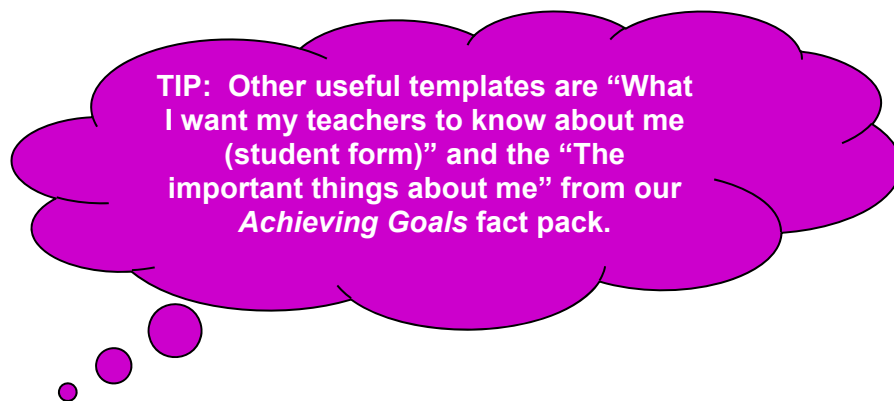 TIP:  Other useful templates are “What
I want my teachers to know about me
(student form)” and the “The
important things about me” from our
Achieving Goals fact pack.